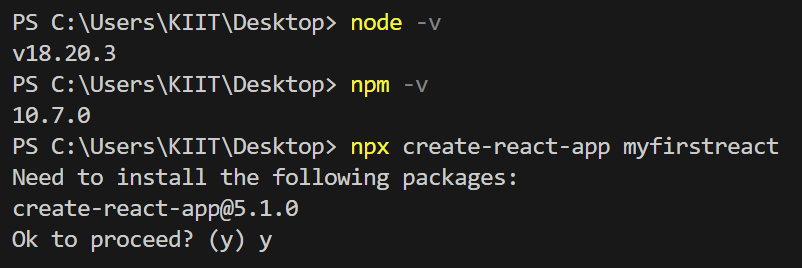 PS C:\Users\KIIT\Desktop> node -v
v18.20.3
PS C:\Users\KIIT\Desktop> npm -v
10.7.0
PS C:\Users\KIIT\Desktop> npx create-react-app myfirstreact
Need to install the following packages:
create-react-app@5.1.0
Ok to proceed? (y) y